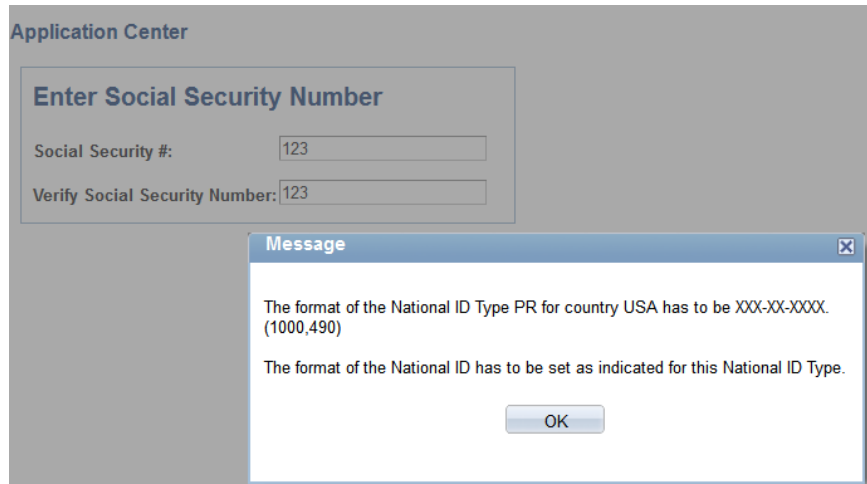 Application Center
Enter Social Security Number
Social Security #:
123
Verify Social Security Number:
123
Message
The format of the National ID Type PR for country USA has to be XXX-XX-XXXX.
(1000,490)
The format of the National ID has to be set as indicated for this National ID Type.
OK